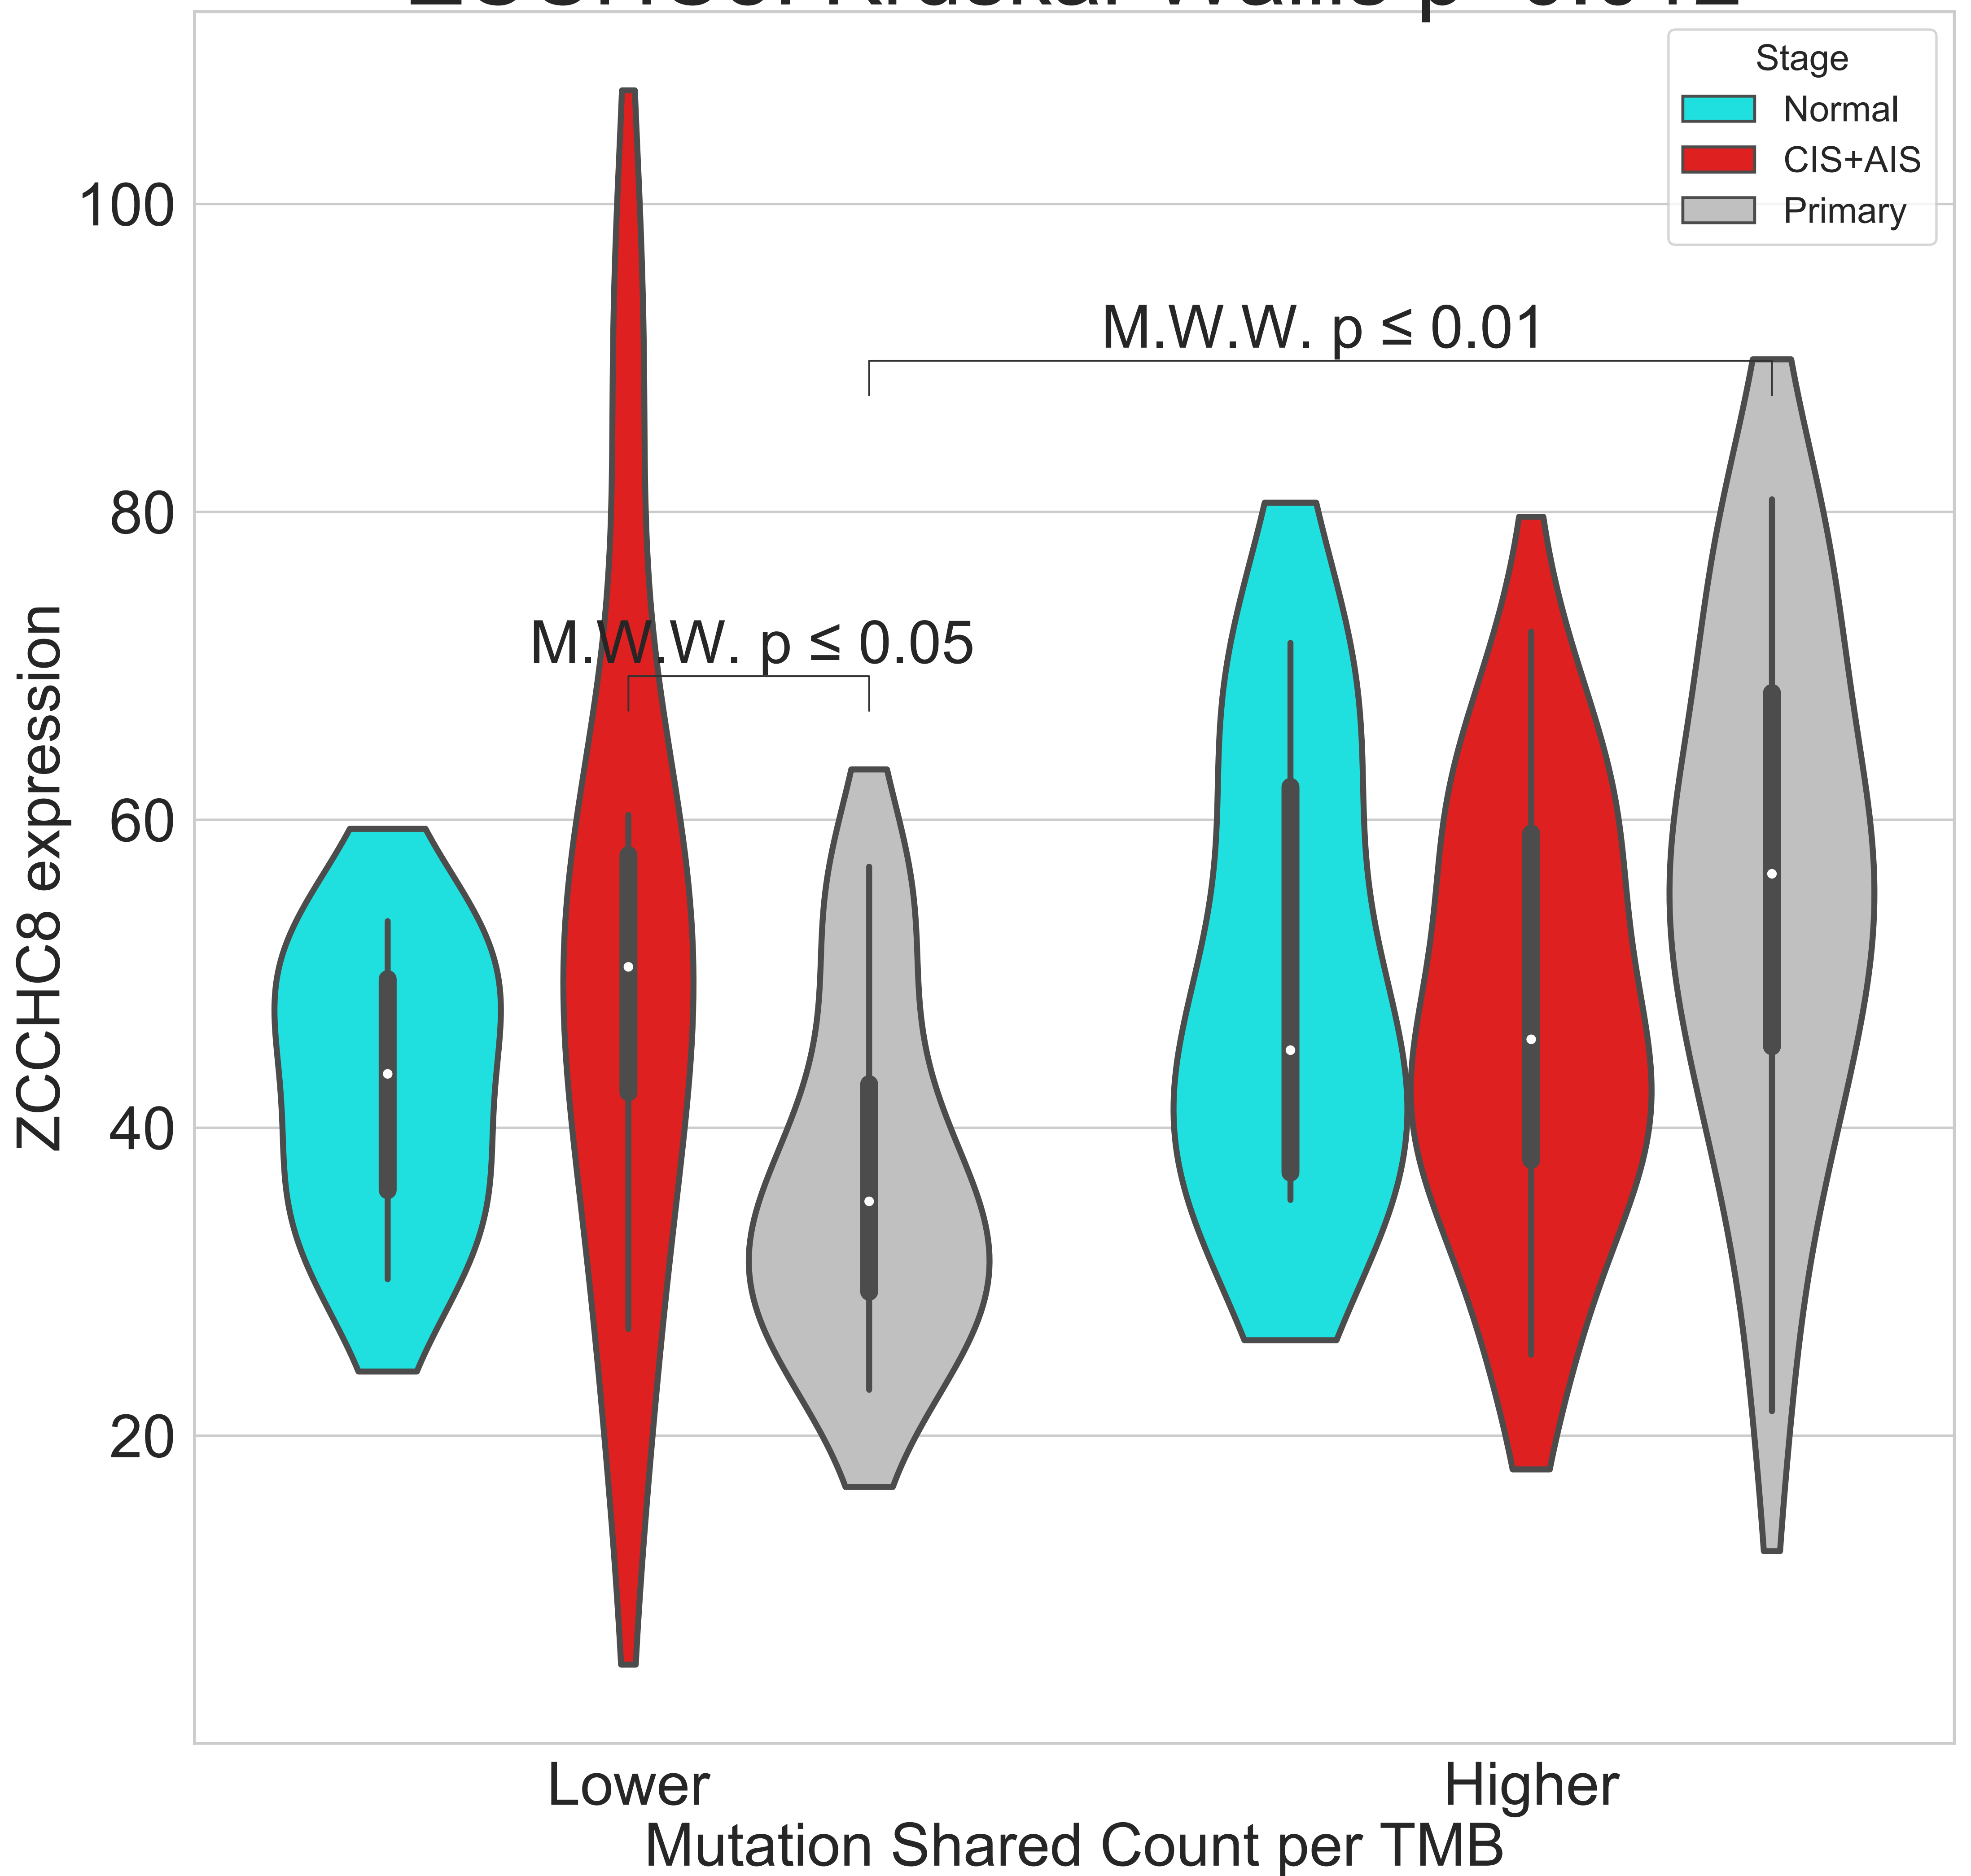 Stage
Normal
CIS+AIS
Primary
100
80
60
40
20
M.W.W. p ≤ 0.01
M.W.W. p ≤ 0.05
ZCCHC8 expression
Lower
Higher
Mutation Shared Count per TMB